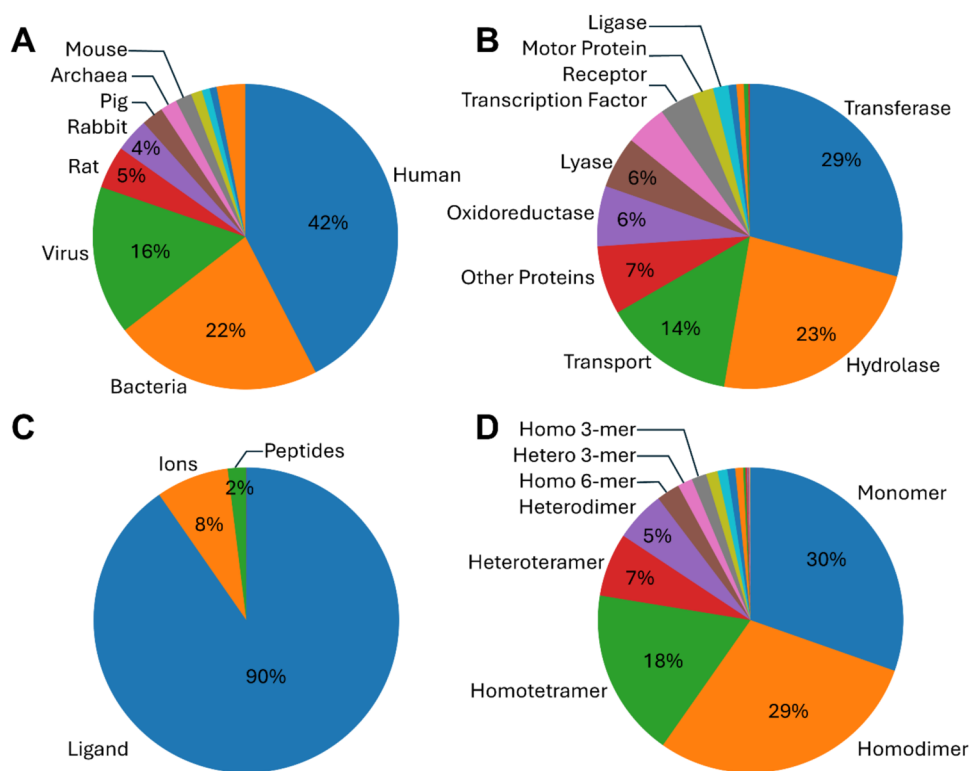 A
Mouse
Archaea
Pig
Rabbit
Rat
Virus
Bacteria
Human
4%
5%
16%
22%
42%
B
Ligase
Motor Protein
Receptor
Transcription Factor
Lyase
Oxidoreductase
Other Proteins
Transport
Hydrolase
Transferase
6%
6%
7%
14%
23%
29%
C
Ions
Peptides
Ligand
2%
8%
90%
D
Homo 3-mer
Hetero 3-mer
Homo 6-mer
Heterodimer
Heteroteramer
Homotetramer
Homodimer
Monomer
5%
7%
18%
29%
30%